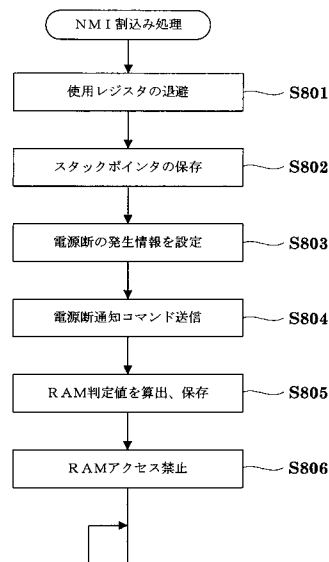 NMI割込み処理
使用レジスタの退避
S801
スタックポインタの保存
S802
電源断の発生情報を設定
S803
電源断通知コマンド送信
S804
RAM判定値を算出、保存
S805
RAMアクセス禁止
S806